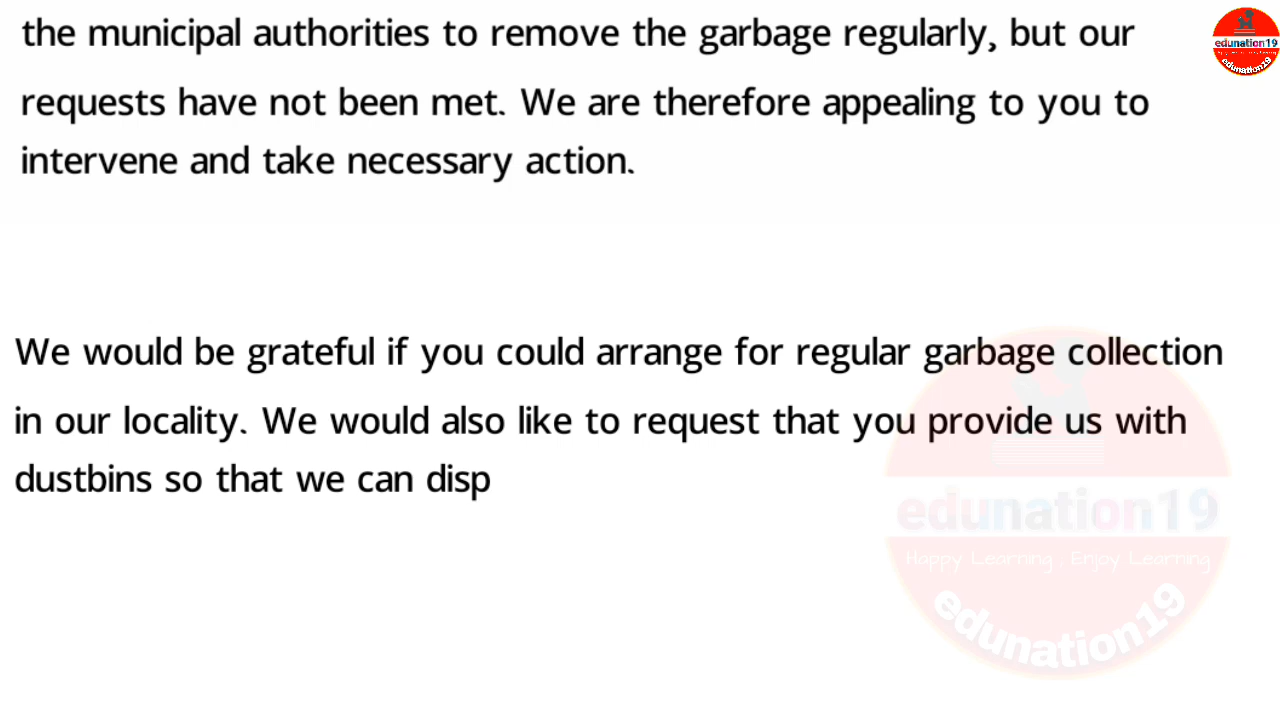 the municipal authorities to remove the garbage regularly, but our
requests have not been met. We are therefore appealing to you to
intervene and take necessary action.
We would be grateful if you could arrange for regular garbage collection
in our locality. We would also like to request that you provide us with
dustbins so that we can disp
edunation19
edunation19
edunation19
Happy Learning , Enjoy Learning
edunation19